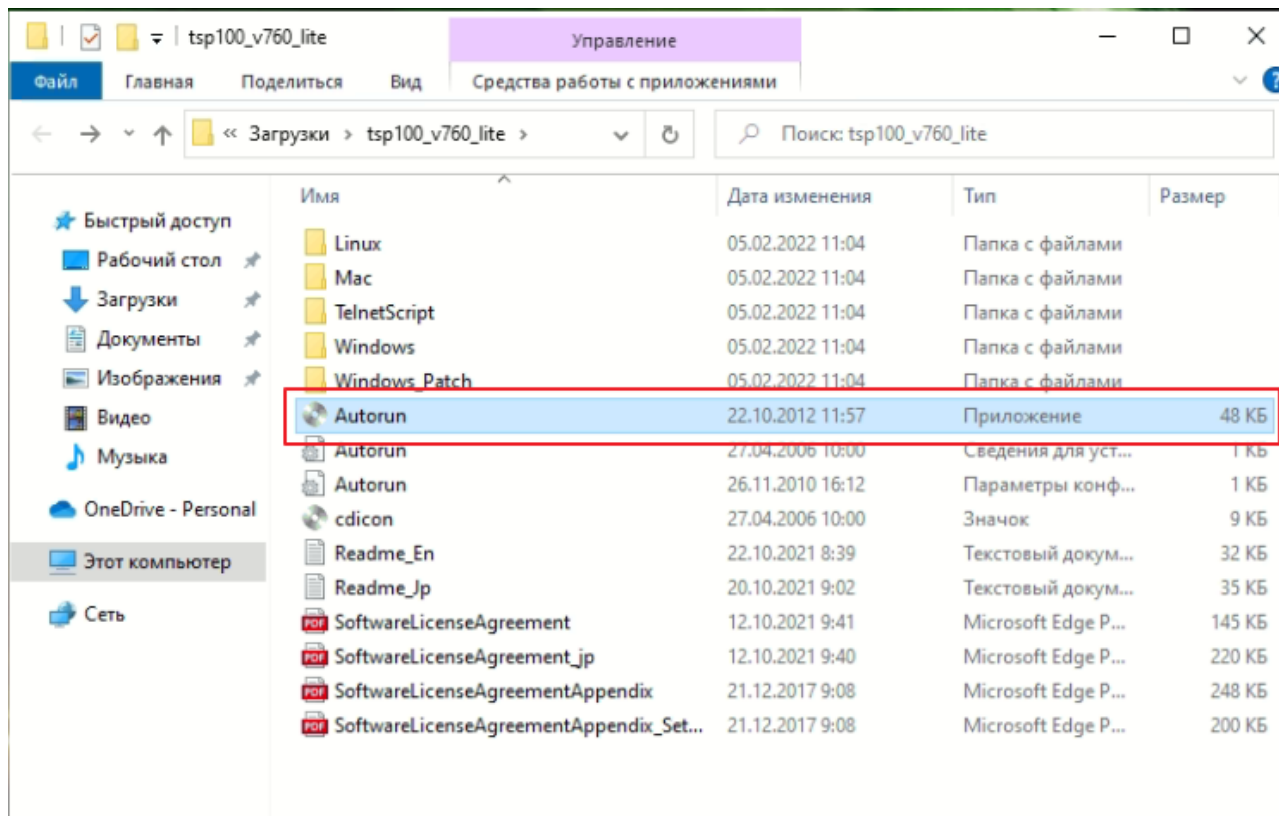 tsp100_v760_lite
Управление
Файл Главная Поделиться Вид Средства работы с приложениями ?
« Загрузки › tsp100_v760_lite › Поиск: tsp100_v760_lite
Имя Дата изменения Тип Размер
Быстрый доступ
Рабочий стол
Загрузки
Документы
Изображения
Видео
Музыка
OneDrive - Personal
Этот компьютер
Сеть
Linux 05.02.2022 11:04 Папка с файлами
Mac 05.02.2022 11:04 Папка с файлами
TelnetScript 05.02.2022 11:04 Папка с файлами
Windows 05.02.2022 11:04 Папка с файлами
Windows_Patch 05.02.2022 11:04 Папка с файлами
Autorun 22.10.2012 11:57 Приложение 48 КБ
Autorun 27.04.2006 10:00 Сведения для уст... 1 КБ
Autorun 26.11.2010 16:12 Параметры конф... 1 КБ
cdicon 27.04.2006 10:00 Значок 9 КБ
Readme_En 22.10.2021 8:39 Текстовый докум... 32 КБ
Readme_Jp 20.10.2021 9:02 Текстовый докум... 35 КБ
PDF SoftwareLicenseAgreement 12.10.2021 9:41 Microsoft Edge P... 145 КБ
PDF SoftwareLicenseAgreement_jp 12.10.2021 9:40 Microsoft Edge P... 220 КБ
PDF SoftwareLicenseAgreementAppendix 21.12.2017 9:08 Microsoft Edge P... 248 КБ
PDF SoftwareLicenseAgreementAppendix_Set... 21.12.2017 9:08 Microsoft Edge P... 200 КБ